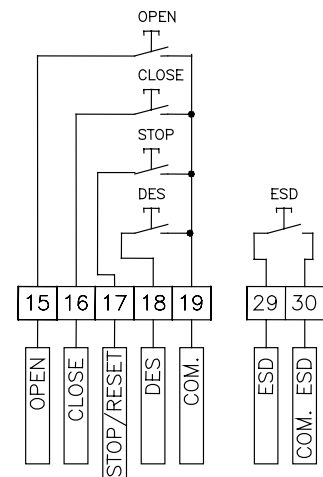 OPEN
CLOSE
STOP
DES
ESD
15 16 17 18 19 29 30
OPEN
CLOSE
STOP/RESET
DES
COM.
ESD
COM. ESD